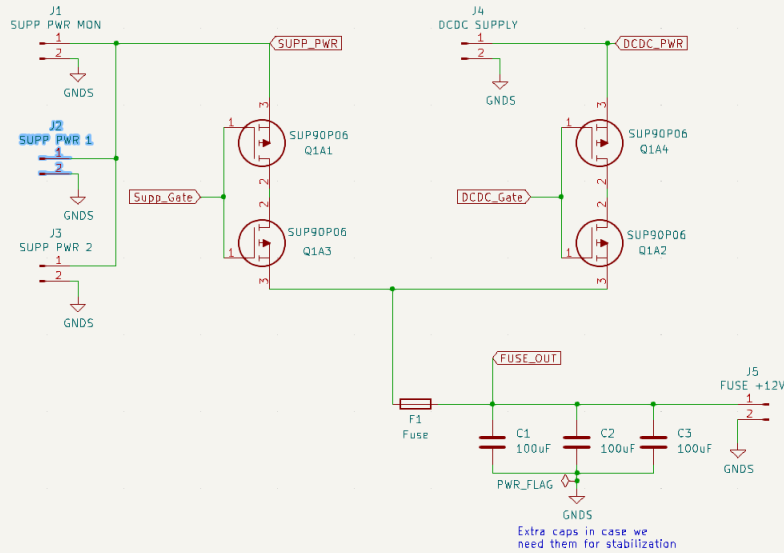 J1
SUPP PWR MON
1
2
GNDS
SUPP_PWR
J4
DCDC SUPPLY
1
2
GNDS
DCDC_PWR
J2
SUPP PWR 1
1
2
GNDS
3
1
SUP90P06
Q1A1
2
Supp_Gate
2
SUP90P06
Q1A3
1
3
3
1
SUP90P06
Q1A4
2
DCDC_Gate
2
SUP90P06
Q1A2
1
3
J3
SUPP PWR 2
1
2
GNDS
FUSE_OUT
F1
Fuse
C1
100uF
C2
100uF
C3
100uF
J5
FUSE +12V
1
2
GNDS
PWR_FLAG
GNDS
Extra caps in case we
need them for stabilization